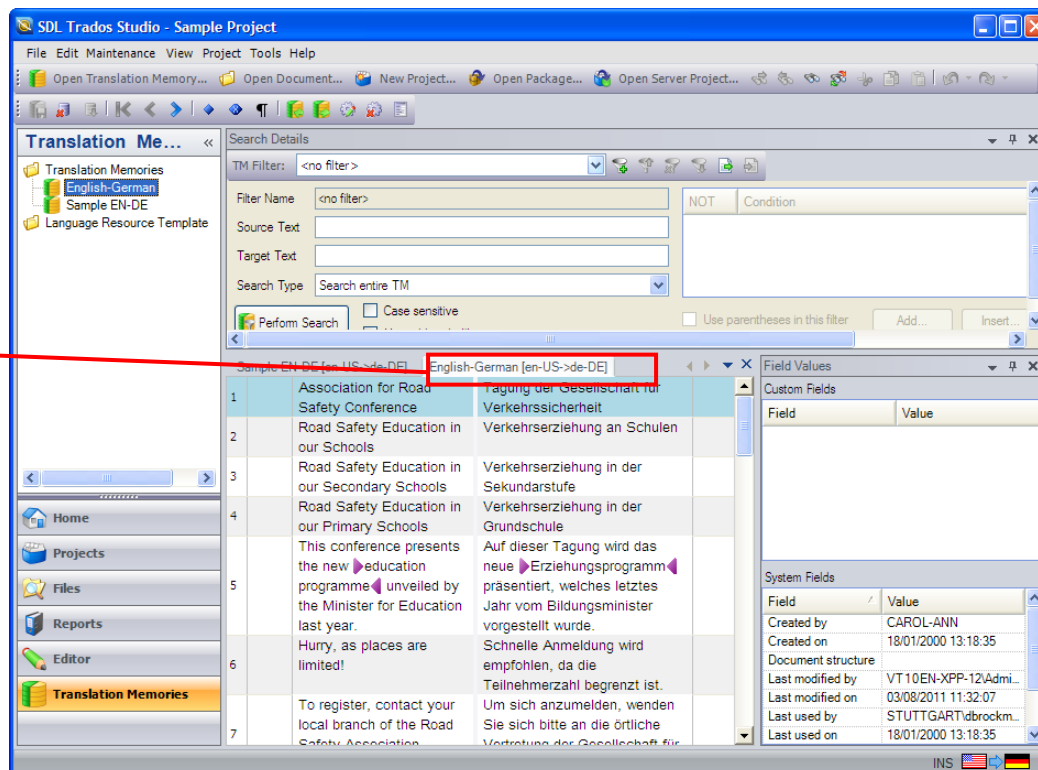 SDL Trados Studio - Sample Project
File Edit Maintenance View Project Tools Help
Open Translation Memory... Open Document... New Project... Open Package... Open Server Project...
Translation Me... «
Translation Memories
English-German
Sample EN-DE
Language Resource Template
Home
Projects
Files
Reports
Editor
Translation Memories
Search Details
TM Filter: <no filter>
Filter Name <no filter>
Source Text
Target Text
Search Type Search entire TM
Perform Search
Case sensitive
NOT Condition
Use parentheses in this filter Add... Insert...
Sample EN-DE [en-US->de-DE] English-German [en-US->de-DE]
1
Association for Road
Safety Conference
Tagung der Gesellschaft für
Verkehrssicherheit
2
Road Safety Education in
our Schools
Verkehrserziehung an Schulen
3
Road Safety Education in
our Secondary Schools
Verkehrserziehung in der
Sekundarstufe
4
Road Safety Education in
our Primary Schools
Verkehrserziehung in der
Grundschule
5
This conference presents
the new education
programme unveiled by
the Minister for Education
last year.
Auf dieser Tagung wird das
neue Erziehungsprogramm
präsentiert, welches letztes
Jahr vom Bildungsminister
vorgestellt wurde.
6
Hurry, as places are
limited!
Schnelle Anmeldung wird
empfohlen, da die
Teilnehmerzahl begrenzt ist.
7
To register, contact your
local branch of the Road
Safety Association
Um sich anzumelden, wenden
Sie sich bitte an die örtliche
Vertretung der Gesellschaft für
Field Values
Custom Fields
Field Value
System Fields
Field Value
Created by CAROL-ANN
Created on 18/01/2000 13:18:35
Document structure
Last modified by VT10EN-XPP-12\Admi...
Last modified on 03/08/2011 11:32:07
Last used by STUTTGART\dbrockm...
Last used on 18/01/2000 13:18:35
INS